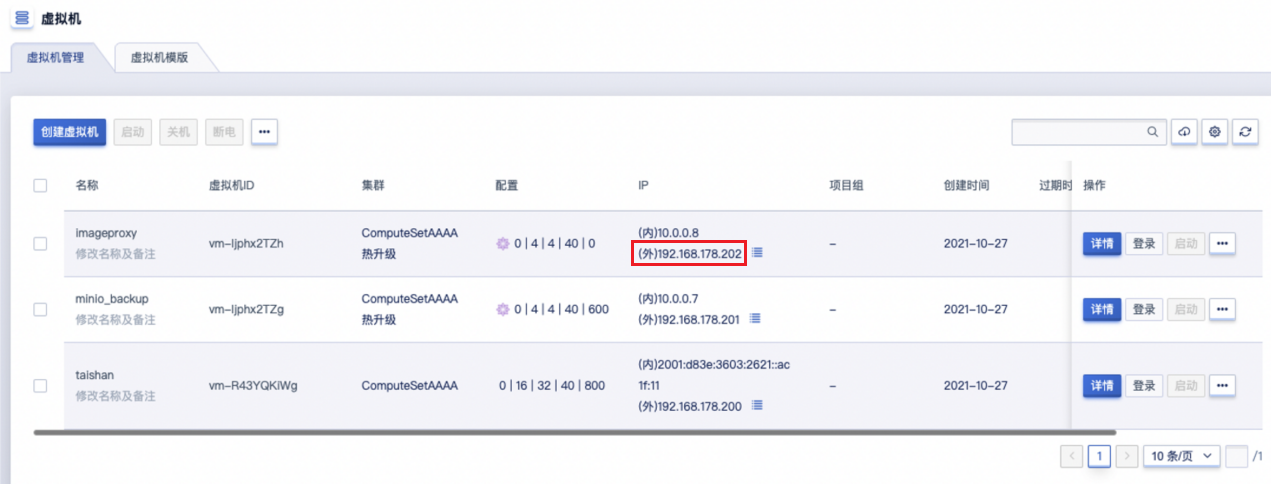 虚拟机
虚拟机管理 虚拟机模版
创建虚拟机 启动 关机 断电 •••
名称 虚拟机ID 集群 配置 IP 项目组 创建时间 过期时 操作
imageproxy
修改名称及备注
vm-Ijphx2TZh
ComputeSetAAAA
热升级
0 | 4 | 4 | 40 | 0
(内)10.0.0.8
(外)192.168.178.202
–
2021-10-27
详情 登录 启动 •••
minio_backup
修改名称及备注
vm-Ijphx2TZg
ComputeSetAAAA
热升级
0 | 4 | 4 | 40 | 600
(内)10.0.0.7
(外)192.168.178.201
–
2021-10-27
详情 登录 启动 •••
taishan
修改名称及备注
vm-R43YQKiWg
ComputeSetAAAA
0 | 16 | 32 | 40 | 800
(内)2001:d83e:3603:2621::ac
1f:11
(外)192.168.178.200
–
2021-10-27
详情 登录 启动 •••
< 1 > 10 条/页 /1